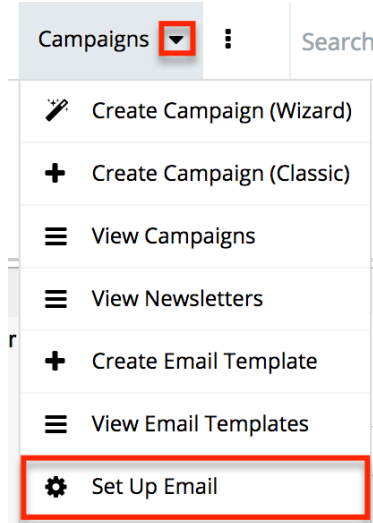 Campaigns Search
Create Campaign (Wizard)
Create Campaign (Classic)
View Campaigns
View Newsletters
r
Create Email Template
View Email Templates
Set Up Email